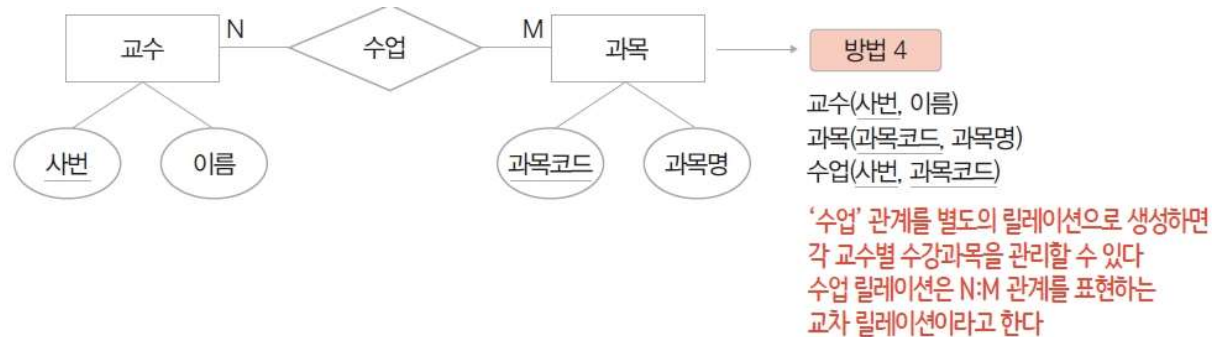 교수
N
수업
M
과목
방법 4
사번
이름
과목코드
과목명
교수(사번, 이름)
과목(과목코드, 과목명)
수업(사번, 과목코드)
‘수업’ 관계를 별도의 릴레이션으로 생성하면
각 교수별 수강과목을 관리할 수 있다
수업 릴레이션은 N:M 관계를 표현하는
교차 릴레이션이라고 한다